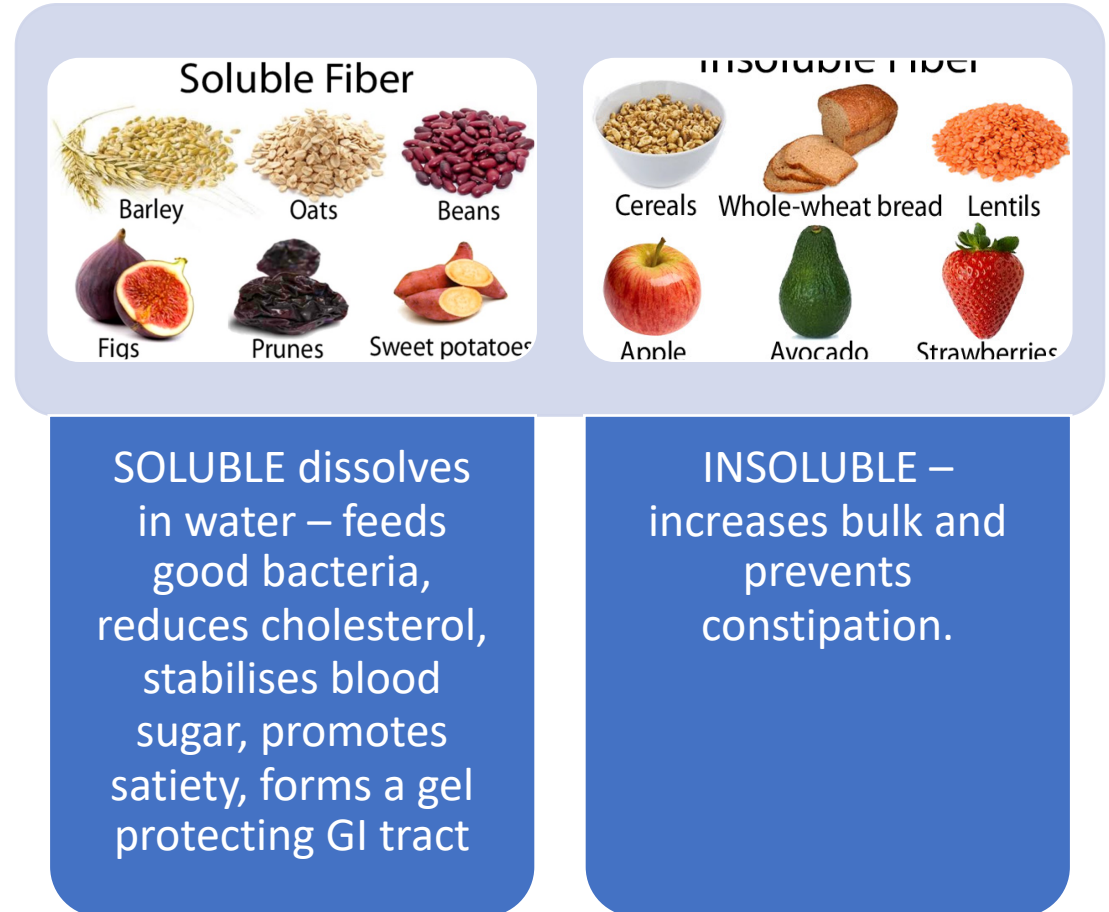 Soluble Fiber
Barley
Oats
Beans
Figs
Prunes
Sweet potatoes
Insoluble Fiber
Cereals
Whole-wheat bread
Lentils
Apple
Avocado
Strawberries
SOLUBLE dissolves
in water – feeds
good bacteria,
reduces cholesterol,
stabilises blood
sugar, promotes
satiety, forms a gel
protecting GI tract
INSOLUBLE –
increases bulk and
prevents
constipation.